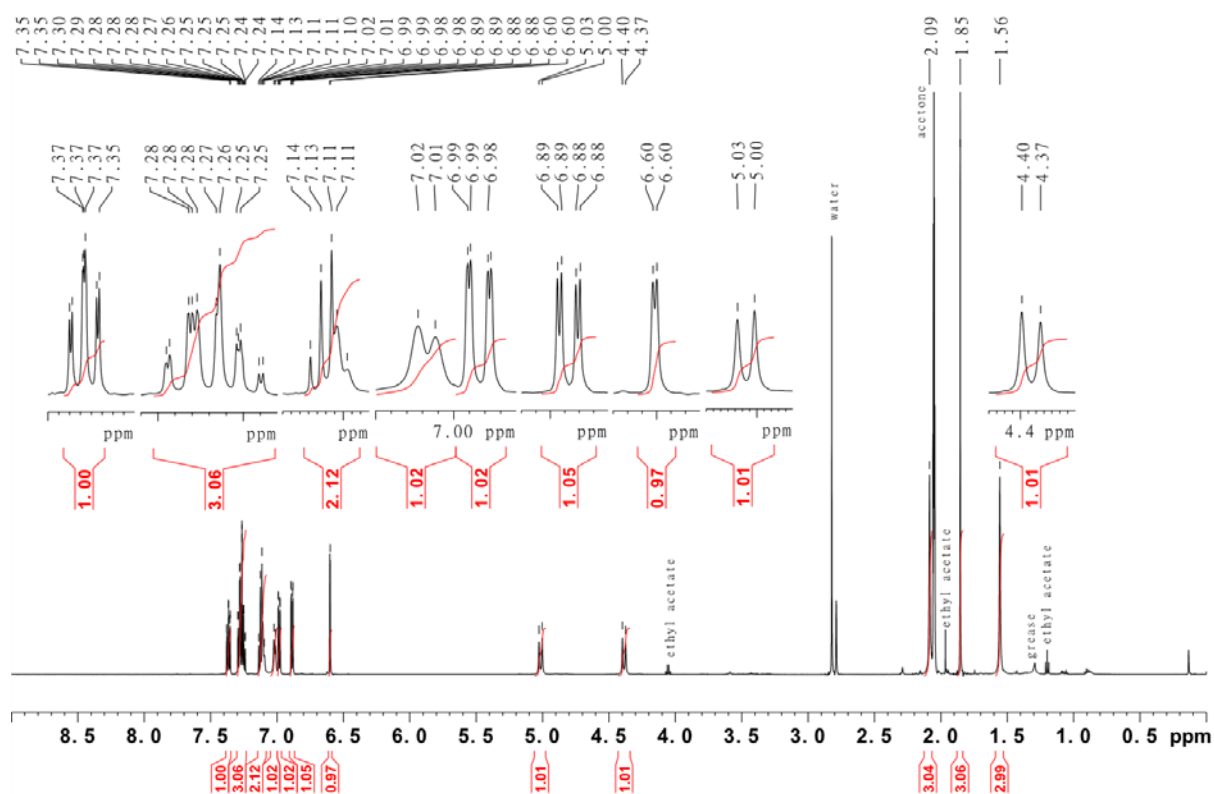 7.35 7.35 7.30 7.29 7.28 7.28 7.28 7.27 7.26 7.25 7.25 7.25 7.24 7.24 7.14 7.13 7.11 7.11 7.10 7.02 7.01 6.99 6.99 6.98 6.98 6.89 6.89 6.88 6.88 6.60 6.60 5.03 5.00 4.40 4.37 2.09 1.85 1.56
7.37 7.37 7.37 7.35 7.28 7.28 7.28 7.27 7.26 7.25 7.25 7.14 7.13 7.11 7.11 7.02 7.01 6.99 6.99 6.98 6.89 6.89 6.88 6.88 6.60 6.60 5.03 5.00 4.40 4.37
acetone
water
ppm ppm ppm 7.00 ppm ppm ppm ppm 4.4 ppm
1.00 3.06 2.12 1.02 1.02 1.05 0.97 1.01 1.01
ethyl acetate
ethyl acetate
grease
ethyl acetate
8.5 8.0 7.5 7.0 6.5 6.0 5.5 5.0 4.5 4.0 3.5 3.0 2.5 2.0 1.5 1.0 0.5 ppm
1.00 3.06 2.12 1.02 1.02 1.05 0.97 1.01 1.01 3.04 3.06 2.99